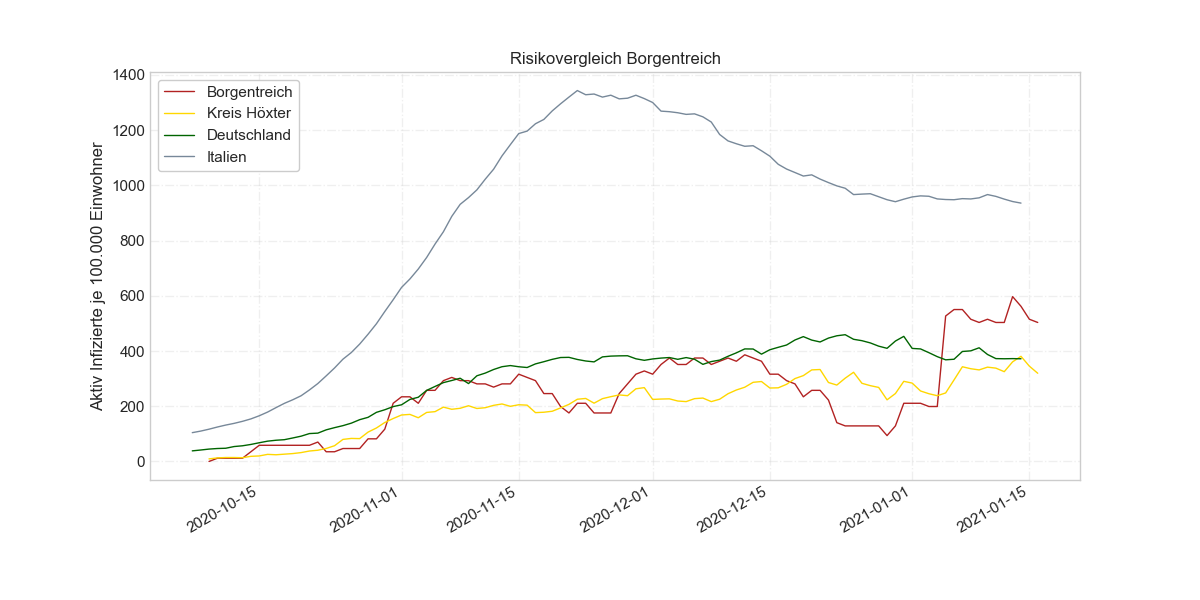 Risikovergleich Borgentreich
Aktiv Infizierte je 100.000 Einwohner
1400
1200
1000
800
600
400
200
0
Borgentreich
Kreis Höxter
Deutschland
Italien
2020-10-15
2020-11-01
2020-11-15
2020-12-01
2020-12-15
2021-01-01
2021-01-15